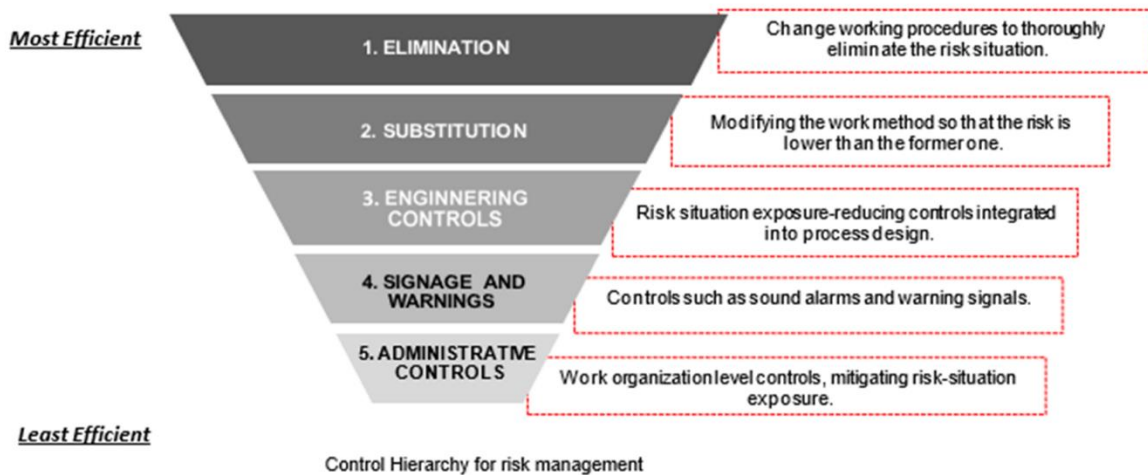 Most Efficient
1. ELIMINATION
Change working procedures to thoroughly
eliminate the risk situation.
2. SUBSTITUTION
Modifying the work method so that the risk is
lower than the former one.
3. ENGINNERING
CONTROLS
Risk situation exposure-reducing controls integrated
into process design.
4. SIGNAGE AND
WARNINGS
Controls such as sound alarms and warning signals.
5. ADMINISTRATIVE
CONTROLS
Work organization level controls, mitigating risk-situation
exposure.
Least Efficient
Control Hierarchy for risk management